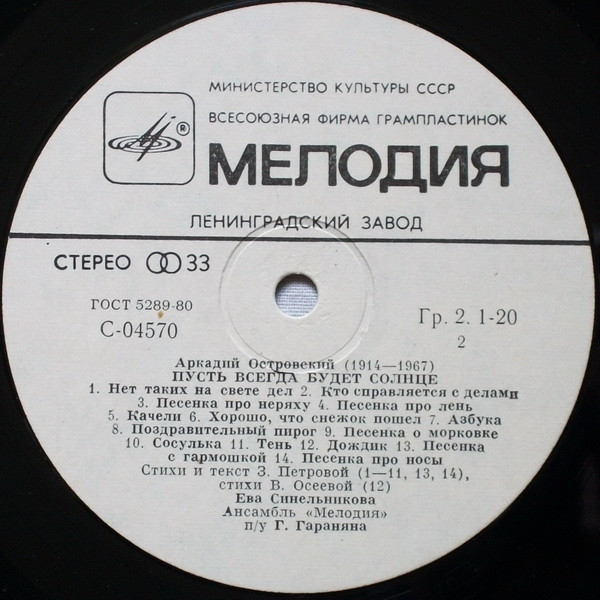 МИНИСТЕРСТВО КУЛЬТУРЫ СССР
ВСЕСОЮЗНАЯ ФИРМА ГРАМПЛАСТИНОК
®
МЕЛОДИЯ
ЛЕНИНГРАДСКИЙ ЗАВОД
СТЕРЕО 33
ГОСТ 5289-80
С-04570
Гр. 2. 1-20
2
Аркадий Островский (1914—1967)
ПУСТЬ ВСЕГДА БУДЕТ СОЛНЦЕ
1. Нет таких на свете дел 2. Кто справляется с делами
3. Песенка про неряху 4. Песенка про лень
5. Качели 6. Хорошо, что снежок пошел 7. Азбука
8. Поздравительный пирог 9. Песенка о морковке
10. Сосулька 11. Тень 12. Дождик 13. Песенка
с гармошкой 14. Песенка про носы
Стихи и текст З. Петровой (1—11, 13, 14),
стихи В. Осеевой (12)
Ева Синельникова
Ансамбль «Мелодия»
п/у Г. Гараняна